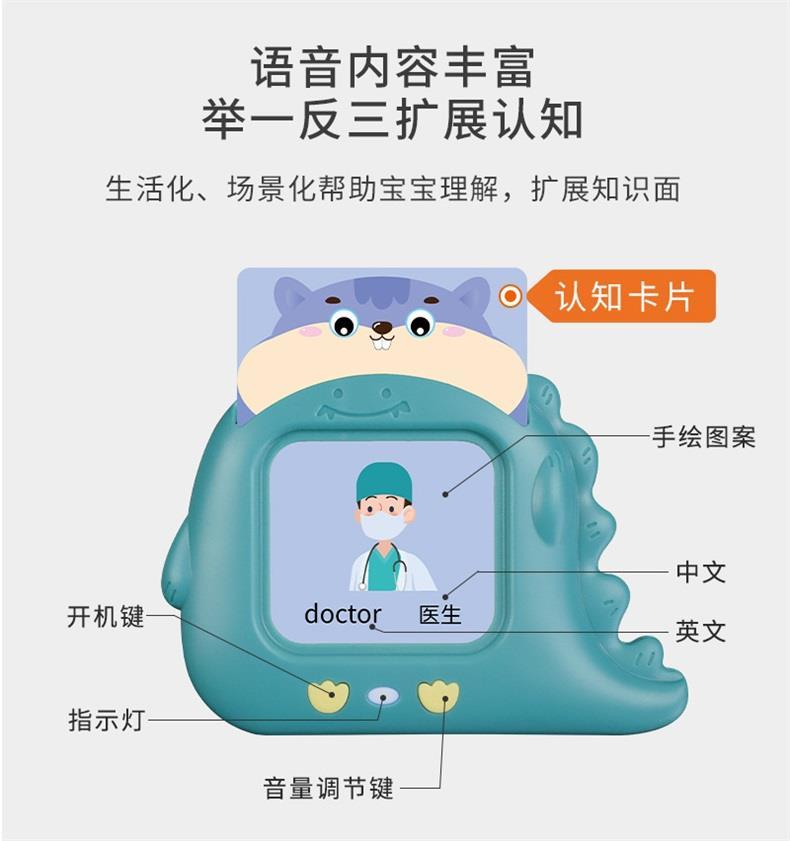 语音内容丰富
举一反三扩展认知
生活化、场景化帮助宝宝理解，扩展知识面
认知卡片
手绘图案
中文
doctor 医生
开机键
英文
指示灯
音量调节键